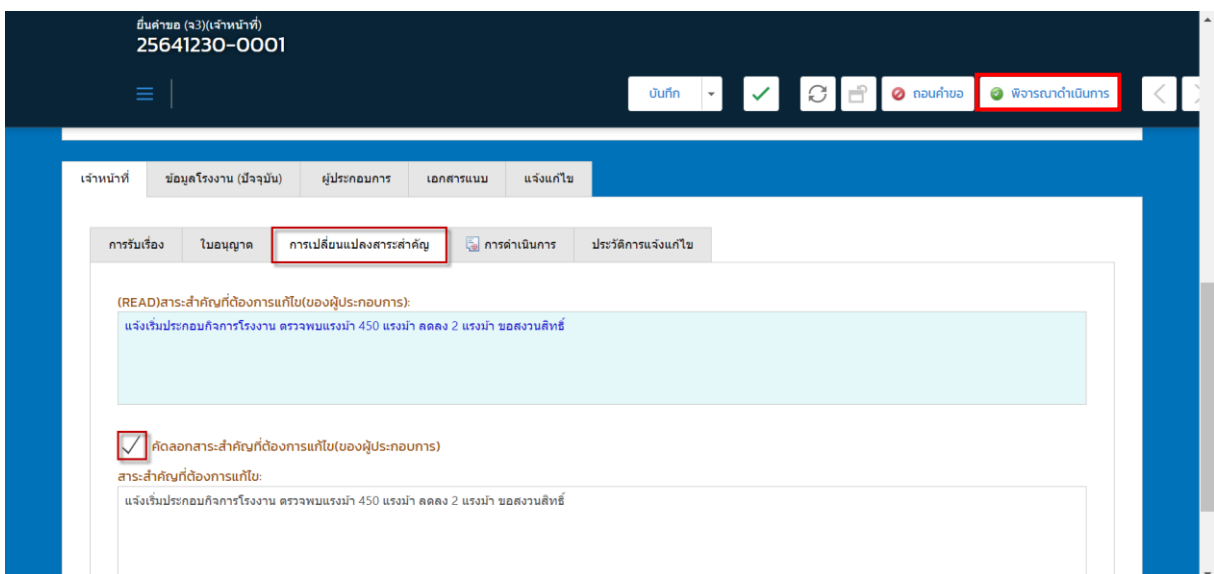 ยื่นคำขอ (จ3)(เจ้าหน้าที่)
25641230-0001
บันทึก
ถอนคำขอ
พิจารณาดำเนินการ
เจ้าหน้าที่ ข้อมูลโรงงาน (ปัจจุบัน) ผู้ประกอบการ เอกสารแนบ แจ้งแก้ไข
การรับเรื่อง ใบอนุญาต การเปลี่ยนแปลงสาระสำคัญ การดำเนินการ ประวัติการแจ้งแก้ไข
(READ)สาระสำคัญที่ต้องการแก้ไข(ของผู้ประกอบการ):
แจ้งเริ่มประกอบกิจการโรงงาน ตรวจพบแรงม้า 450 แรงม้า ลดลง 2 แรงม้า ขอสงวนสิทธิ์
คัดลอกสาระสำคัญที่ต้องการแก้ไข(ของผู้ประกอบการ)
สาระสำคัญที่ต้องการแก้ไข:
แจ้งเริ่มประกอบกิจการโรงงาน ตรวจพบแรงม้า 450 แรงม้า ลดลง 2 แรงม้า ขอสงวนสิทธิ์